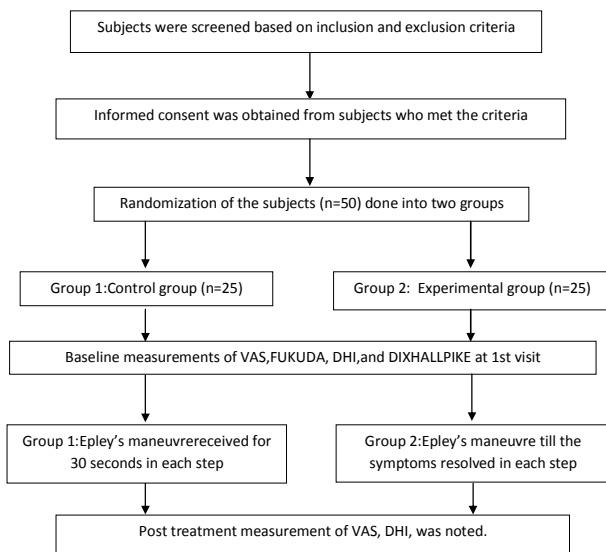 Subjects were screened based on inclusion and exclusion criteria
Informed consent was obtained from subjects who met the criteria
Randomization of the subjects (n=50) done into two groups
Group 1:Control group (n=25)
Group 2: Experimental group (n=25)
Baseline measurements of VAS,FUKUDA, DHI,and DIXHALLPIKE at 1st visit
Group 1:Epley's maneuvrereceived for
30 seconds in each step
Group 2:Epley's maneuvre till the
symptoms resolved in each step
Post treatment measurement of VAS, DHI, was noted.